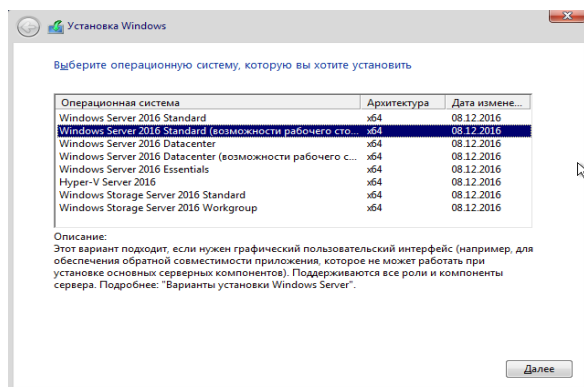 Установка Windows
Выберите операционную систему, которую вы хотите установить
Операционная система Архитектура Дата измене...
Windows Server 2016 Standard x64 08.12.2016
Windows Server 2016 Standard (возможности рабочего сто... x64 08.12.2016
Windows Server 2016 Datacenter x64 08.12.2016
Windows Server 2016 Datacenter (возможности рабочего с... x64 08.12.2016
Windows Server 2016 Essentials x64 08.12.2016
Hyper-V Server 2016 x64 08.12.2016
Windows Storage Server 2016 Standard x64 08.12.2016
Windows Storage Server 2016 Workgroup x64 08.12.2016
Описание:
Этот вариант подходит, если нужен графический пользовательский интерфейс (например, для
обеспечения обратной совместимости приложения, которое не может работать при
установке основных серверных компонентов). Поддерживаются все роли и компоненты
сервера. Подробнее: "Варианты установки Windows Server".
Далее